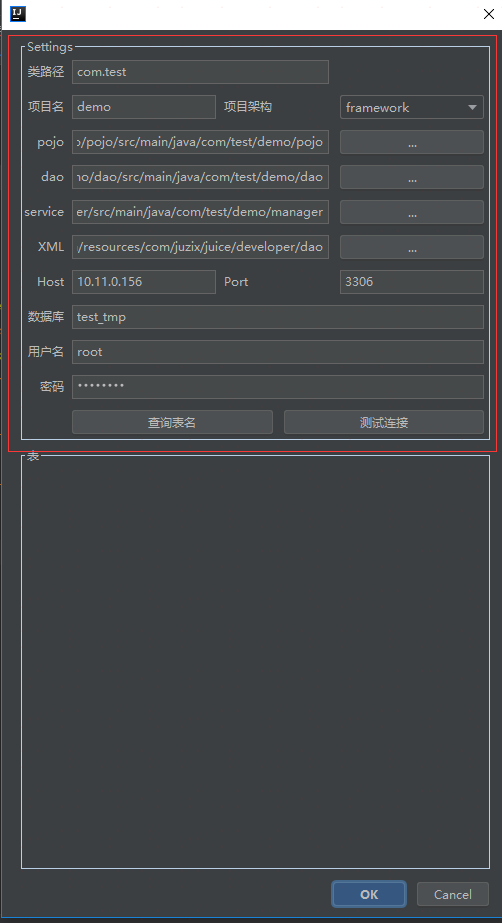 IJ
Settings
类路径 com.test
项目名 demo 项目架构 framework
pojo o/pojo/src/main/java/com/test/demo/pojo ...
dao no/dao/src/main/java/com/test/demo/dao ...
service er/src/main/java/com/test/demo/manager ...
XML /resources/com/juzix/juice/developer/dao ...
Host 10.11.0.156 Port 3306
数据库 test_tmp
用户名 root
密码 ••••••••
查询表名 测试连接
表
OK Cancel